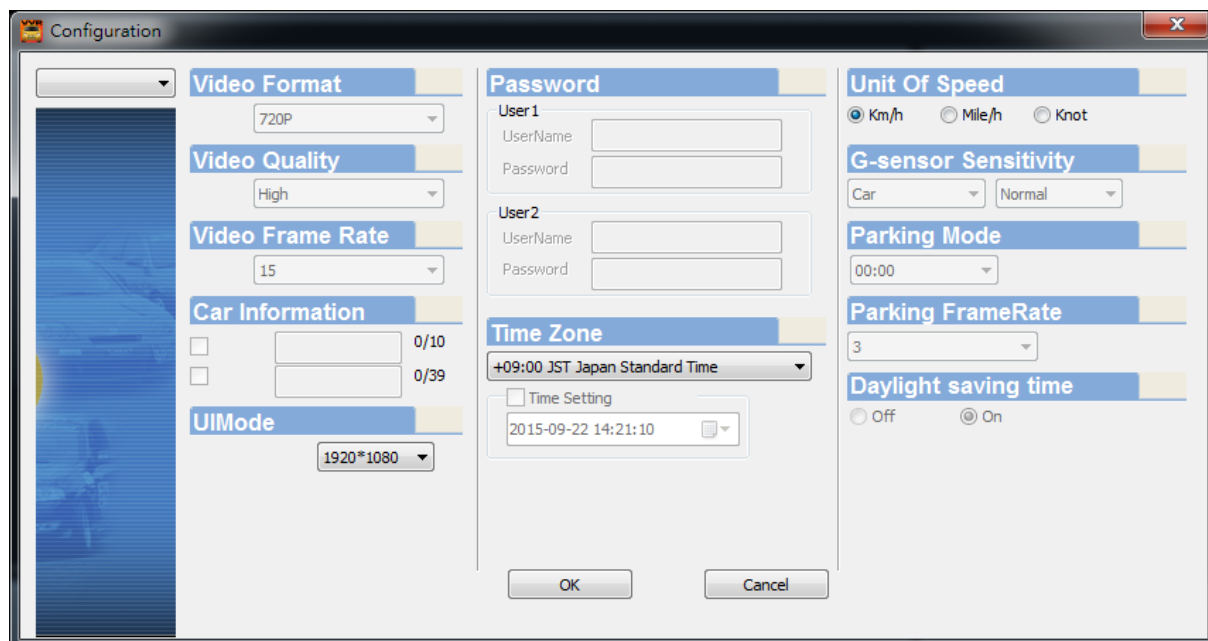 Configuration
Video Format
720P
Video Quality
High
Video Frame Rate
15
Car Information
0/10
0/39
UIMode
1920*1080
Password
User1
UserName
Password
User2
UserName
Password
Time Zone
+09:00 JST Japan Standard Time
Time Setting
2015-09-22 14:21:10
OK
Cancel
Unit Of Speed
Km/h Mile/h Knot
G-sensor Sensitivity
Car Normal
Parking Mode
00:00
Parking FrameRate
3
Daylight saving time
Off On